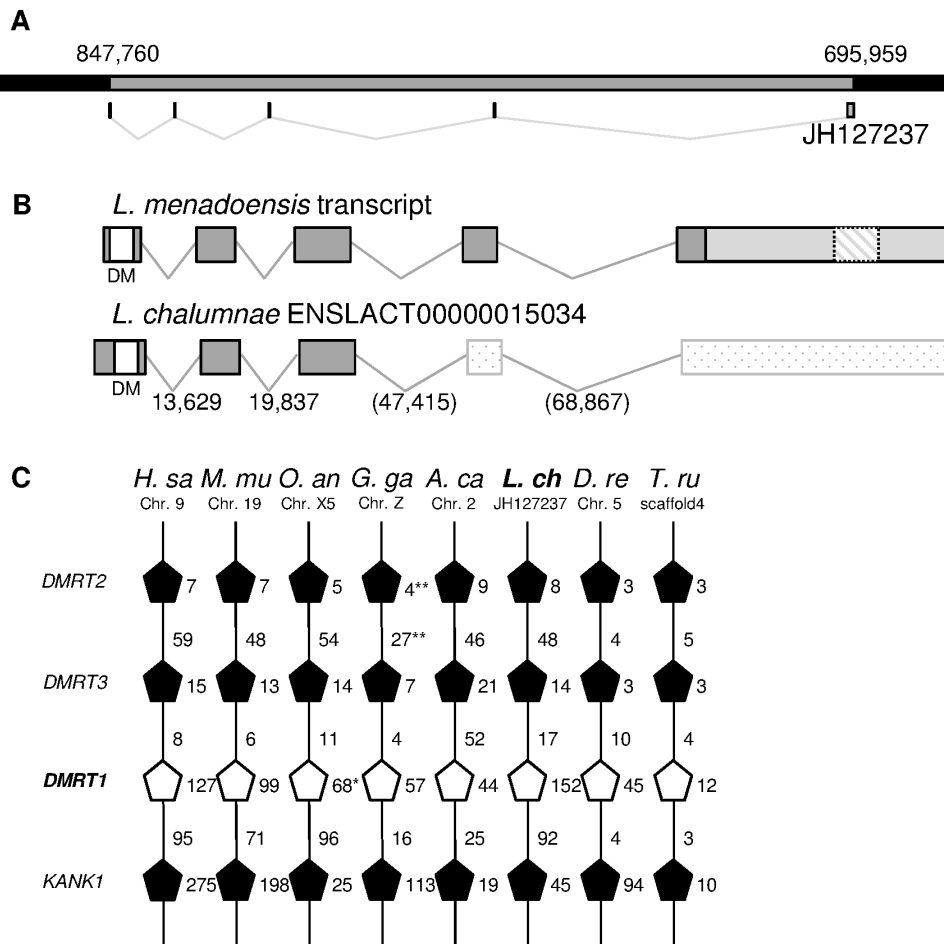 A
847,760 695,959
JH127237
B
L. menadoensis transcript
DM
L. chalumnae ENSLACT00000015034
DM
13,629 19,837 (47,415) (68,867)
C
H. sa M. mu O. an G. ga A. ca L. ch D. re T. ru
Chr. 9 Chr. 19 Chr. X5 Chr. Z Chr. 2 JH127237 Chr. 5 scaffold4
DMRT2 7 7 5 4** 9 8 3 3
59 48 54 27** 46 48 4 5
DMRT3 15 13 14 7 21 14 3 3
8 6 11 4 52 17 10 4
DMRT1 127 99 68* 57 44 152 45 12
95 71 96 16 25 92 4 3
KANK1 275 198 25 113 19 45 94 10